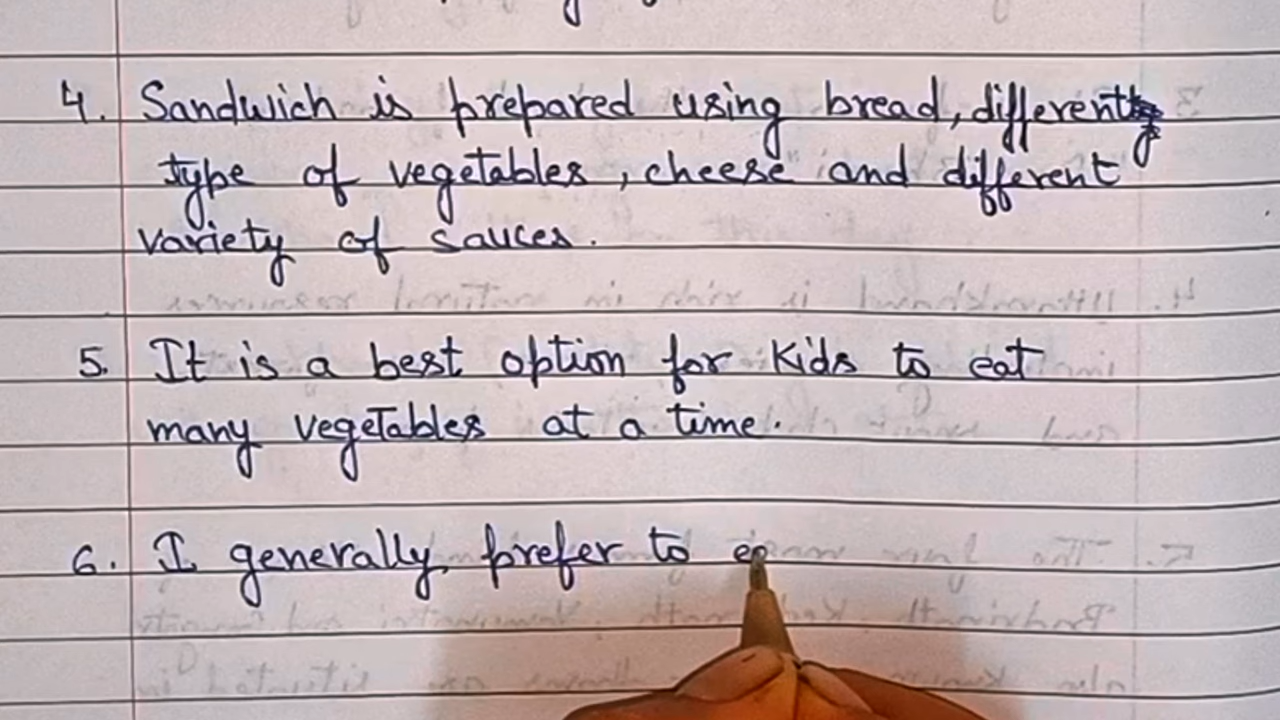 4. Sandwich is prepared using bread, different
type of vegetables, cheese and different
variety of sauces.
5. It is a best option for kids to eat
many vegetables at a time.
6. I generally prefer to